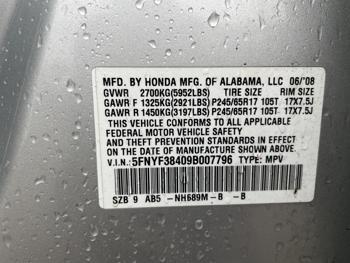 MFD. BY HONDA MFG. OF ALABAMA, LLC 06/'08
GVWR 2700KG(5952LBS) TIRE SIZE RIM SIZE
GAWR F 1325KG(2921LBS) P245/65R17 105T 17X7.5J
GAWR R 1450KG(3197LBS) P245/65R17 105T 17X7.5J
THIS VEHICLE CONFORMS TO ALL APPLICABLE
FEDERAL MOTOR VEHICLE SAFETY AND
THEFT PREVENTION STANDARDS IN EFFECT ON
THE DATE OF MANUFACTURE SHOWN ABOVE.
V.I.N:5FNYF38409B007796 TYPE: MPV
SZB 9 AB5 -NH689M-B -B